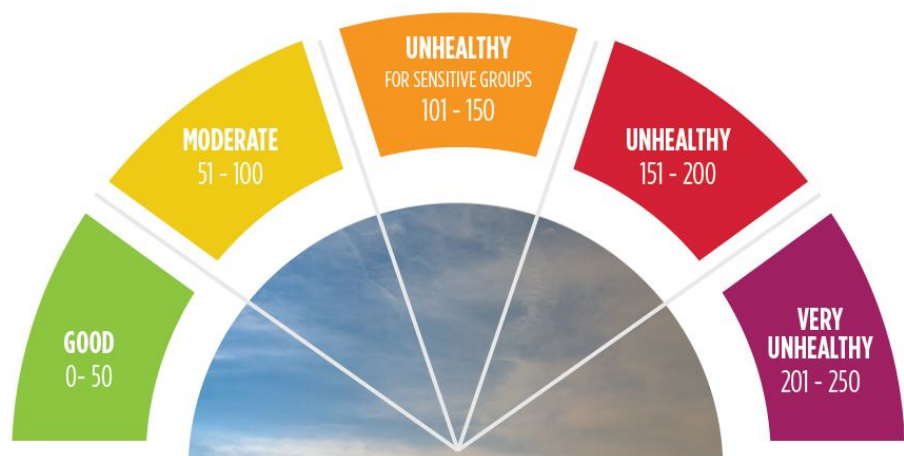 GOOD
0- 50
MODERATE
51 - 100
UNHEALTHY
FOR SENSITIVE GROUPS
101 - 150
UNHEALTHY
151 - 200
VERY
UNHEALTHY
201 - 250